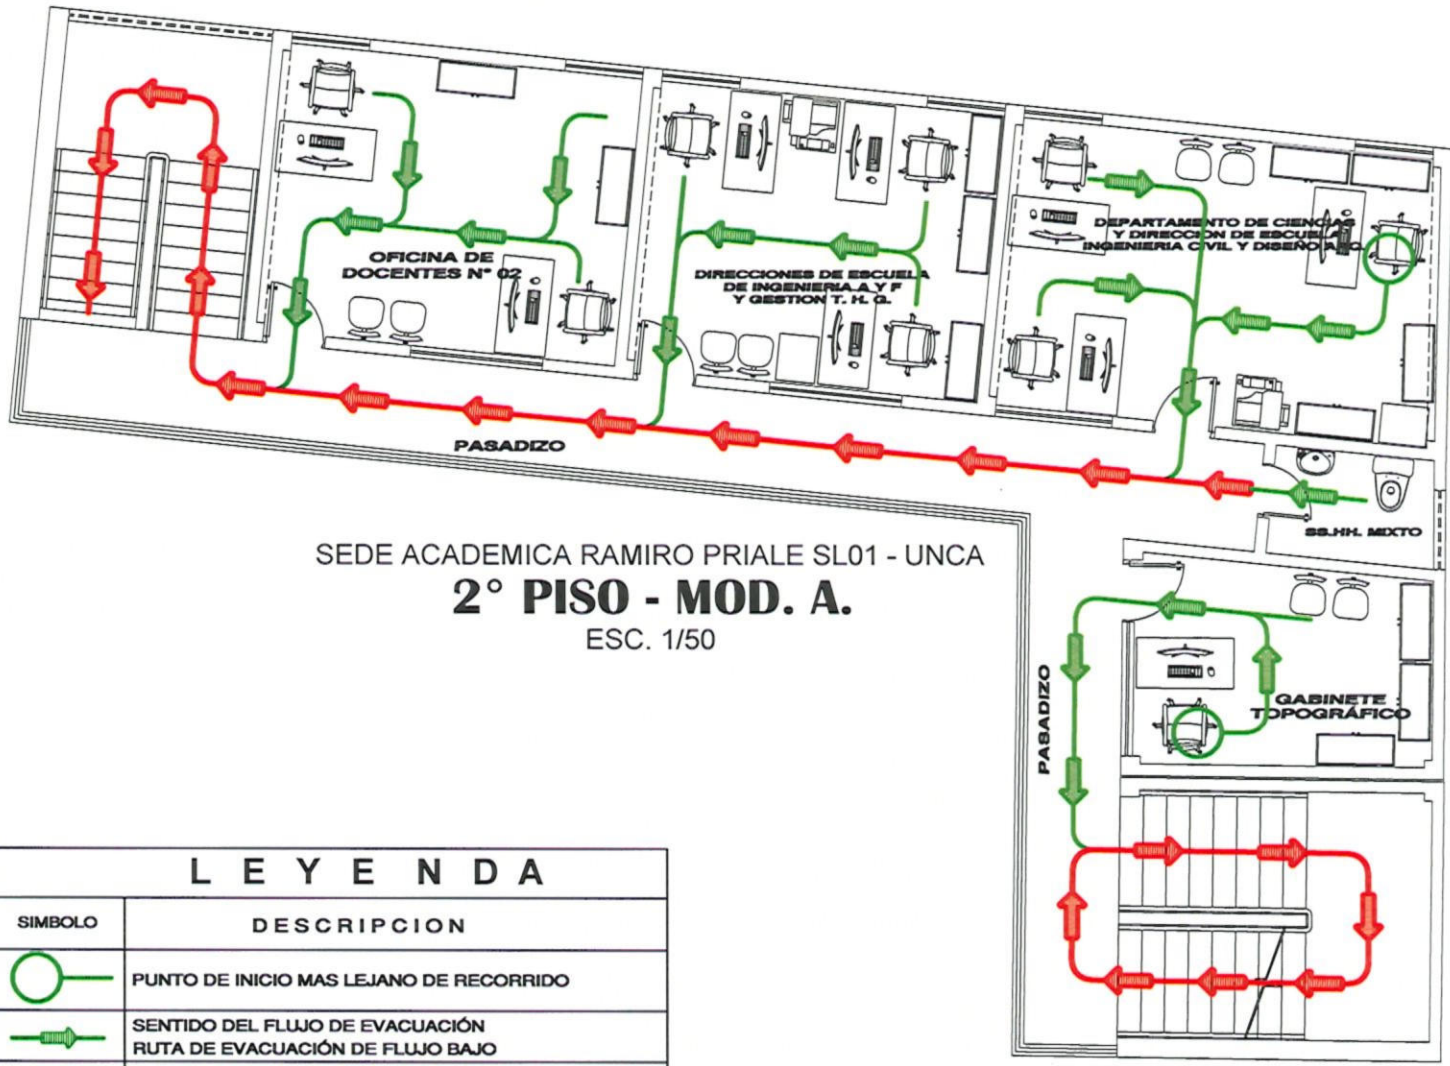 OFICINA DE
DOCENTES N° 02
DIRECCIONES DE ESCUELA
DE INGENIERIA A Y F
Y GESTION T. H. G.
DEPARTAMENTO DE CIENCIAS
Y DIRECCION DE ESCUELA
INGENIERIA CIVIL Y DISEÑO
PASADIZO
SS.HH. MIXTO
SEDE ACADEMICA RAMIRO PRIALE SL01 - UNCA
2° PISO - MOD. A.
ESC. 1/50
PASADIZO
GABINETE
TOPOGRÁFICO
LEYENDA
SIMBOLO DESCRIPCION
PUNTO DE INICIO MAS LEJANO DE RECORRIDO
SENTIDO DEL FLUJO DE EVACUACIÓN
RUTA DE EVACUACIÓN DE FLUJO BAJO